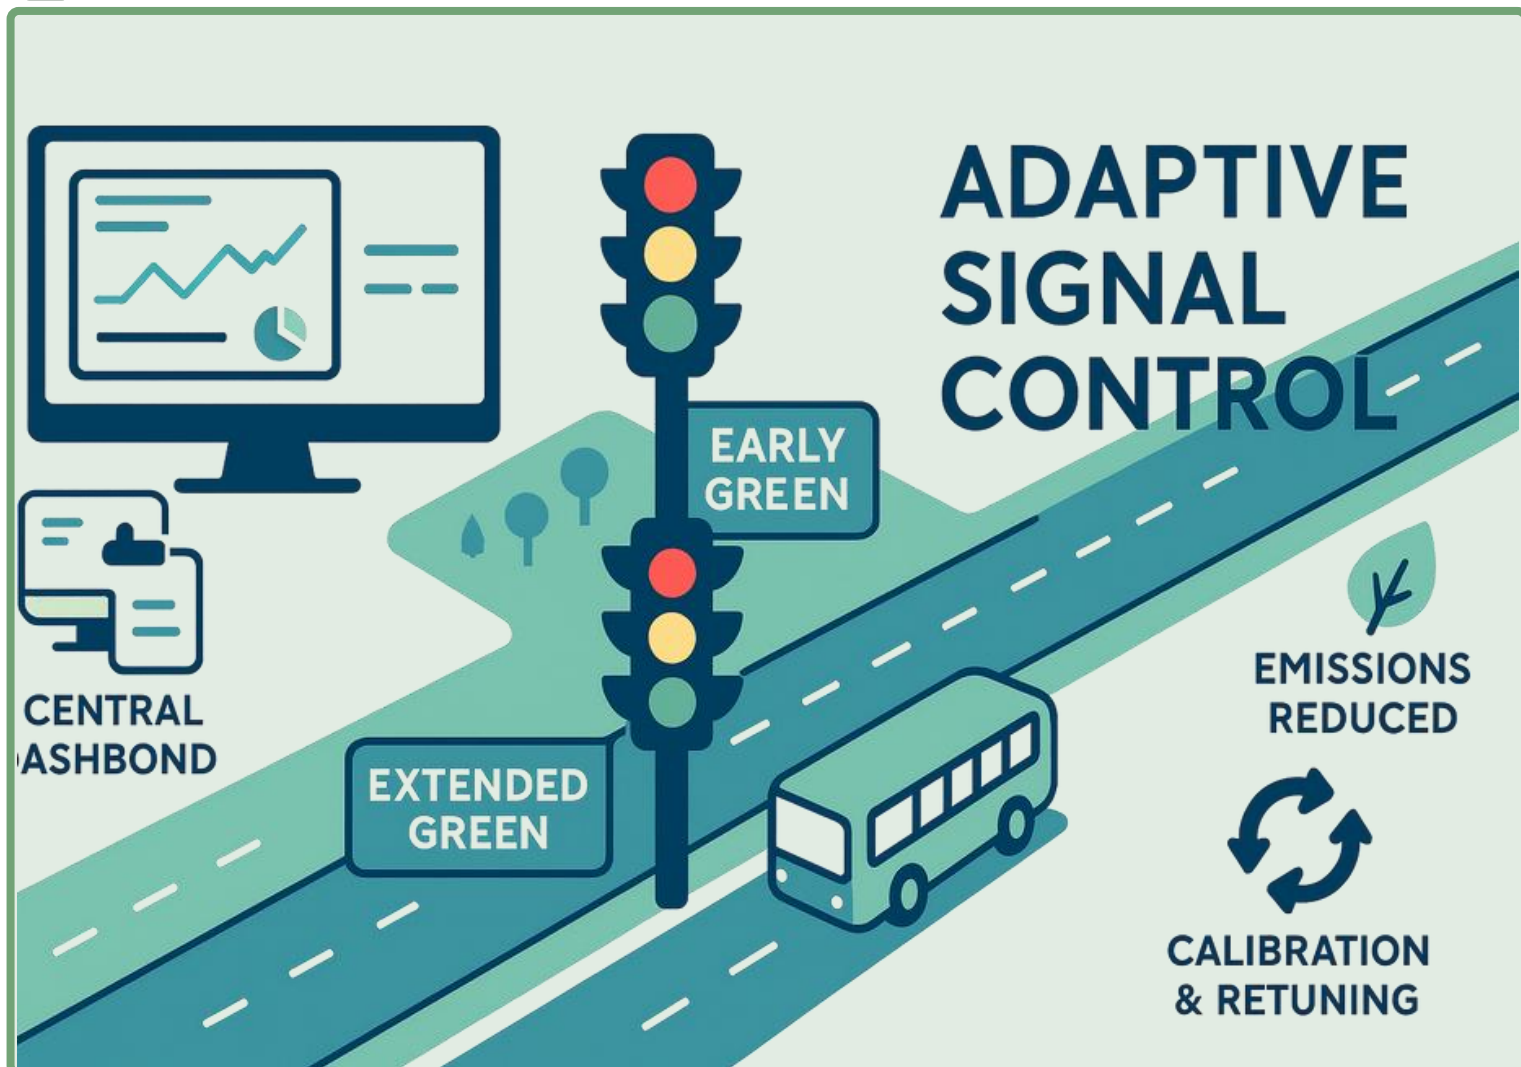 ADAPTIVE
SIGNAL
CONTROL
EARLY
GREEN
CENTRAL
ASHBOND
EXTENDED
GREEN
EMISSIONS
REDUCED
CALIBRATION
& RETUNING